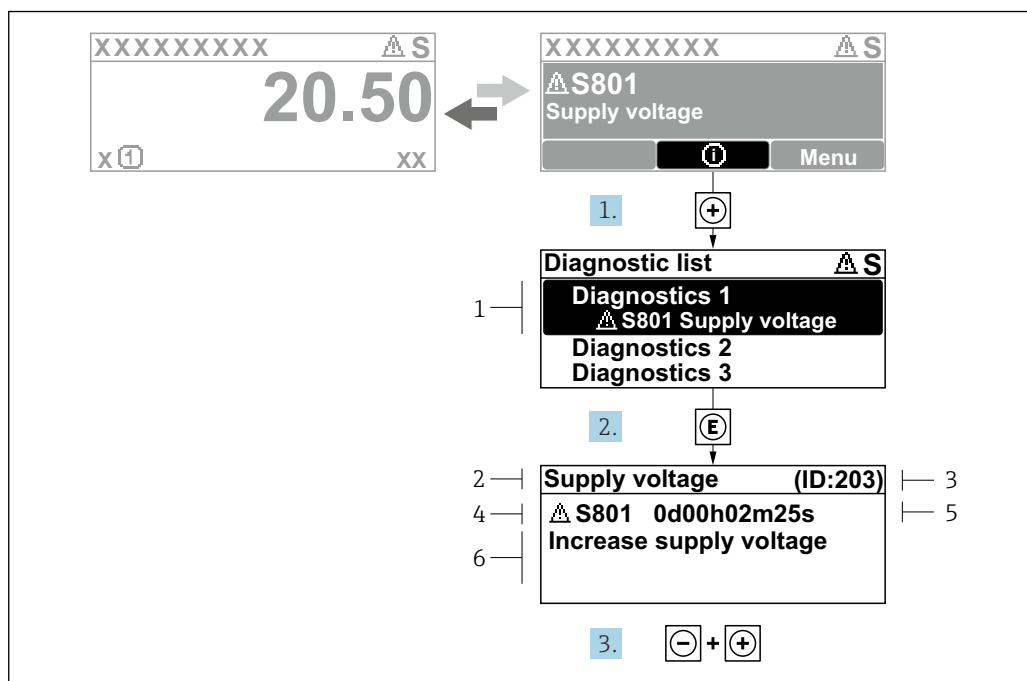 XXXXXXXXX ⚠ S
20.50
X ① XX
XXXXXXXXX ⚠ S
⚠ S801
Supply voltage
ⓘ Menu
1. ⊕
Diagnostic list ⚠ S
1
Diagnostics 1
⚠ S801 Supply voltage
Diagnostics 2
Diagnostics 3
2. Ⓔ
2 Supply voltage (ID:203) 3
4 ⚠ S801 0d00h02m25s 5
6 Increase supply voltage
3. ⊖ + ⊕